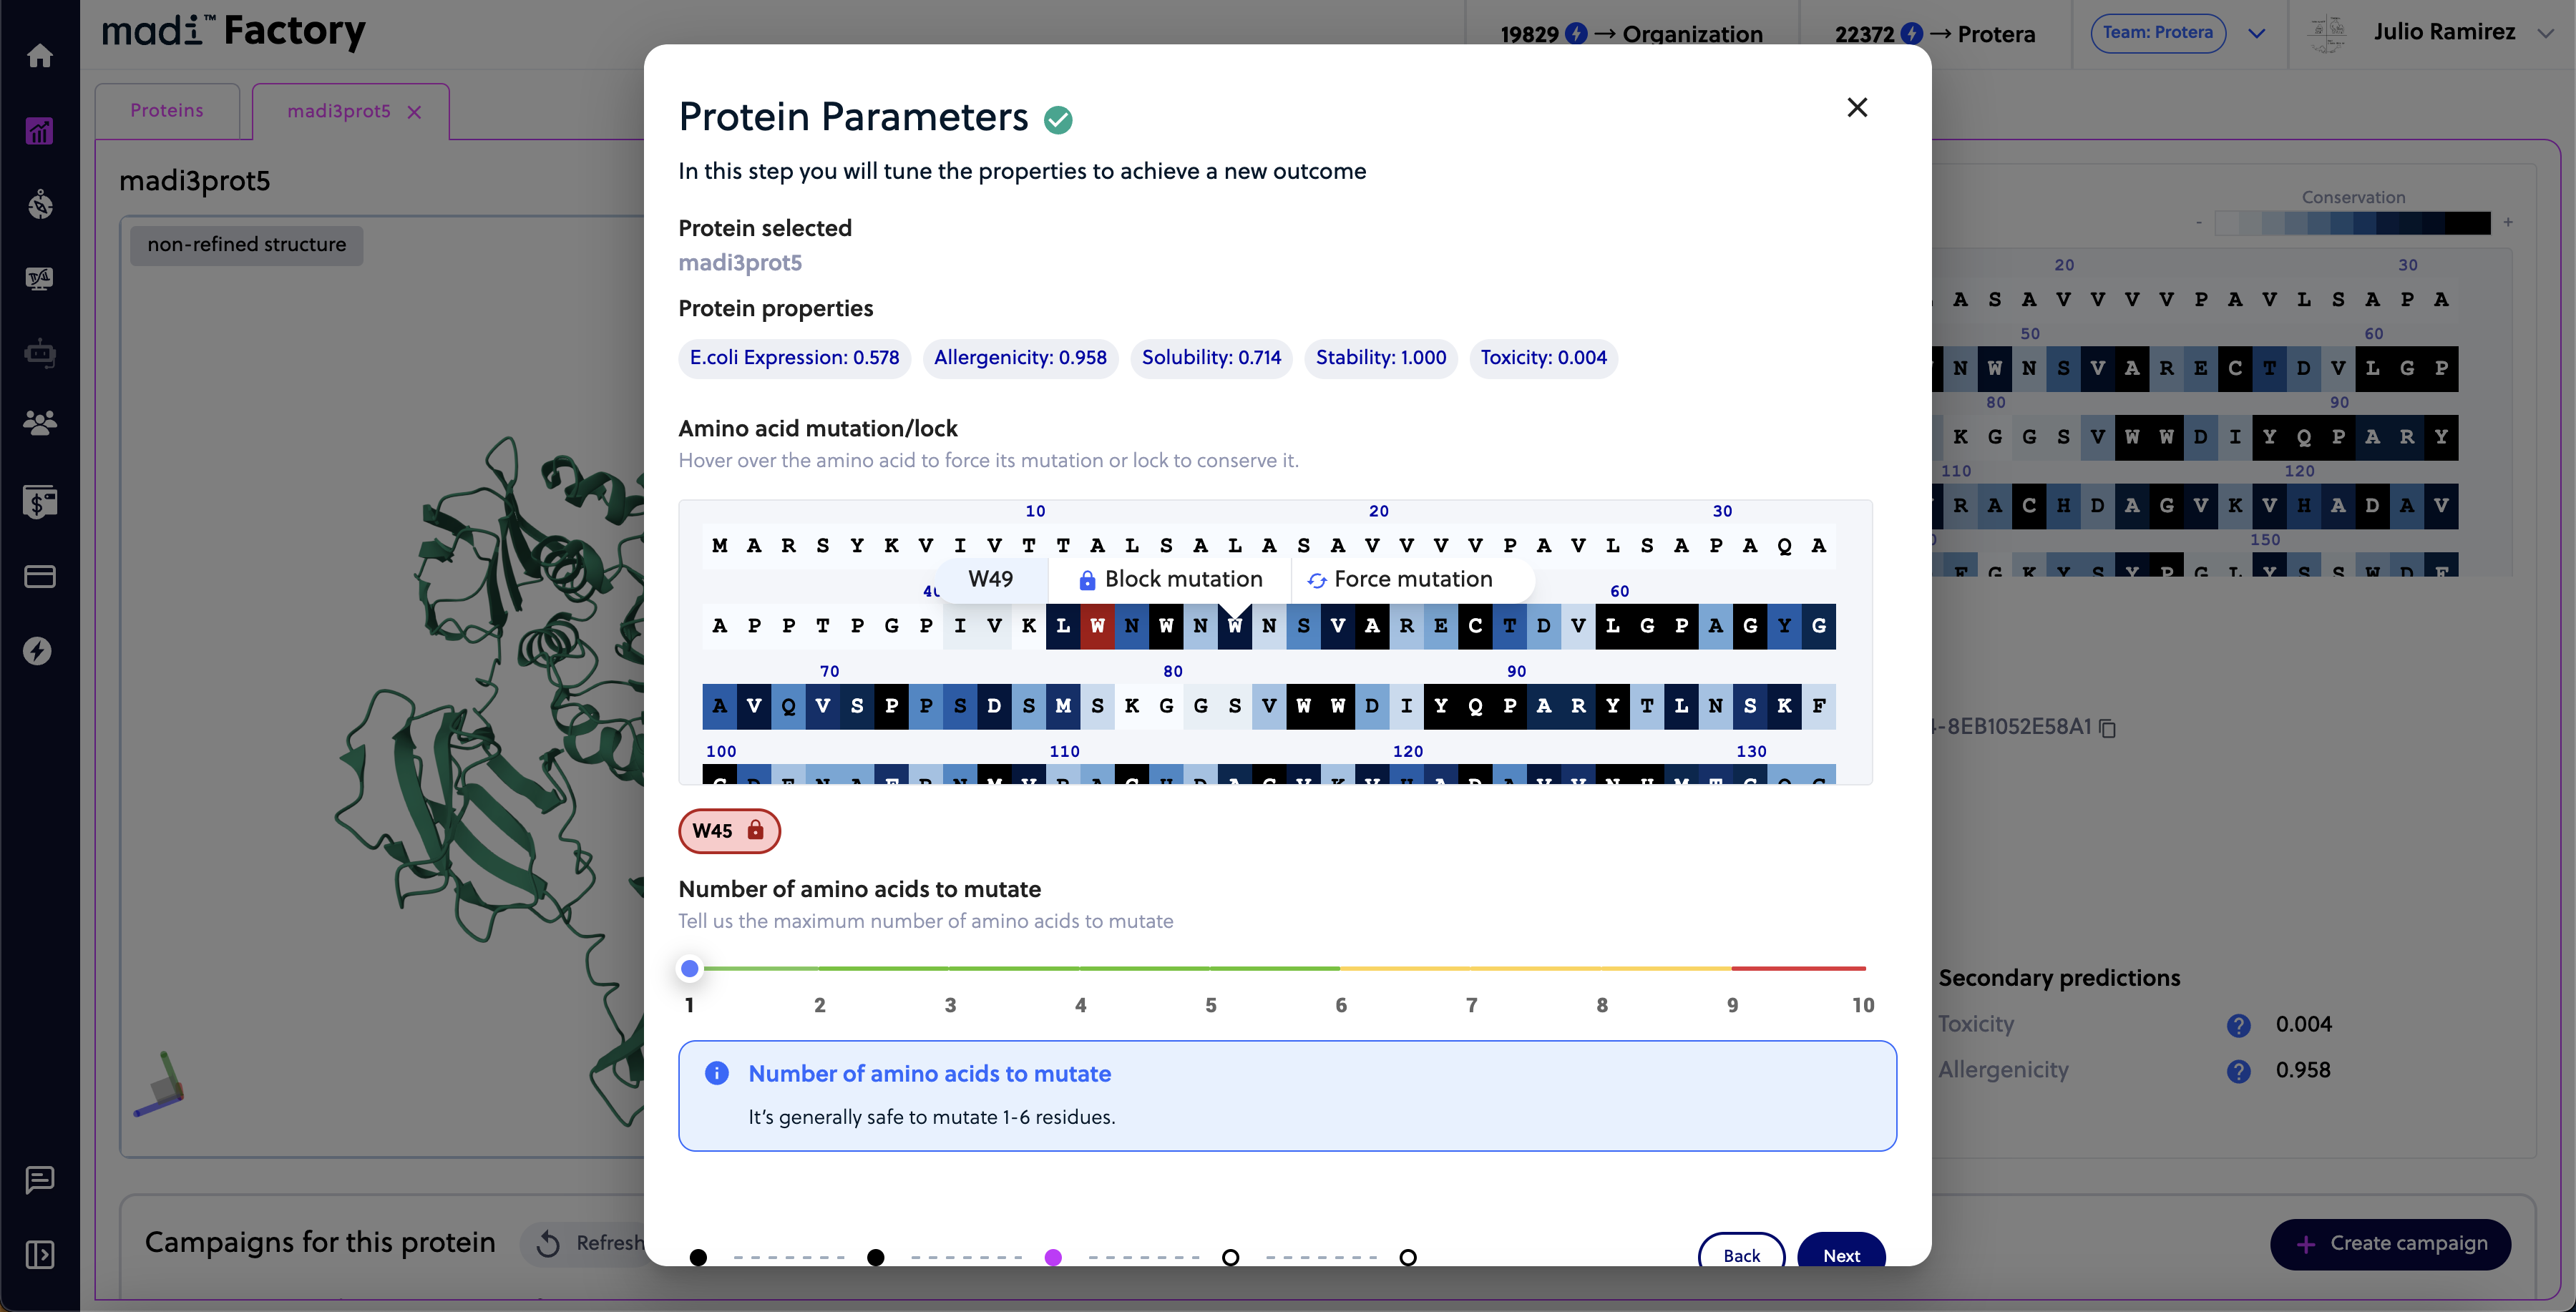 madi™ Factory
19829 → Organization
22372 → Protera
Team: Protera
Julio Ramirez
Proteins
madi3prot5
madi3prot5
non-refined structure
Protein Parameters
In this step you will tune the properties to achieve a new outcome
Protein selected
madi3prot5
Protein properties
E.coli Expression: 0.578 Allergenicity: 0.958 Solubility: 0.714 Stability: 1.000 Toxicity: 0.004
Amino acid mutation/lock
Hover over the amino acid to force its mutation or lock to conserve it.
10 20 30
M A R S Y K V I V T T A L S A L A S A V V V V P A V L S A P A Q A
W49 Block mutation Force mutation
40 60
A P P T P G P I V K L W N W N W N S V A R E C T D V L G P A G Y G
70 80 90
A V Q V S P P S D S M S K G G S V W W D I Y Q P A R Y T L N S K F
100 110 120 130
W45
Number of amino acids to mutate
Tell us the maximum number of amino acids to mutate
1 2 3 4 5 6 7 8 9 10
Number of amino acids to mutate
It's generally safe to mutate 1-6 residues.
Back Next
Conservation
- +
20 30
A S A V V V V P A V L S A P A
50 60
N W N S V A R E C T D V L G P
80 90
K G G S V W W D I Y Q P A R Y
110 120
R A C H D A G V K V H A D A V
150
-8EB1052E58A1
Secondary predictions
Toxicity 0.004
Allergenicity 0.958
Campaigns for this protein
Refresh
+ Create campaign